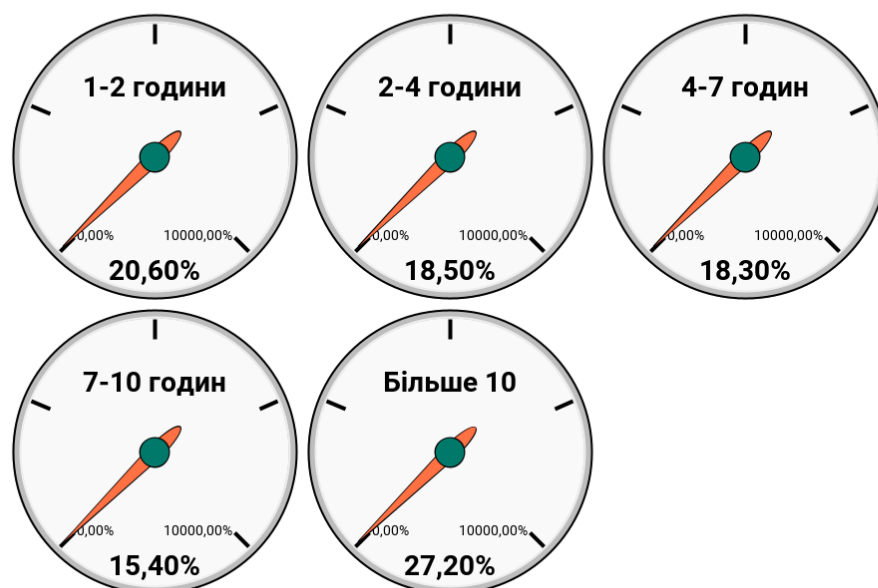 1-2 години
0,00% 10000,00%
20,60%
2-4 години
0,00% 10000,00%
18,50%
4-7 годин
0,00% 10000,00%
18,30%
7-10 годин
0,00% 10000,00%
15,40%
Більше 10
0,00% 10000,00%
27,20%